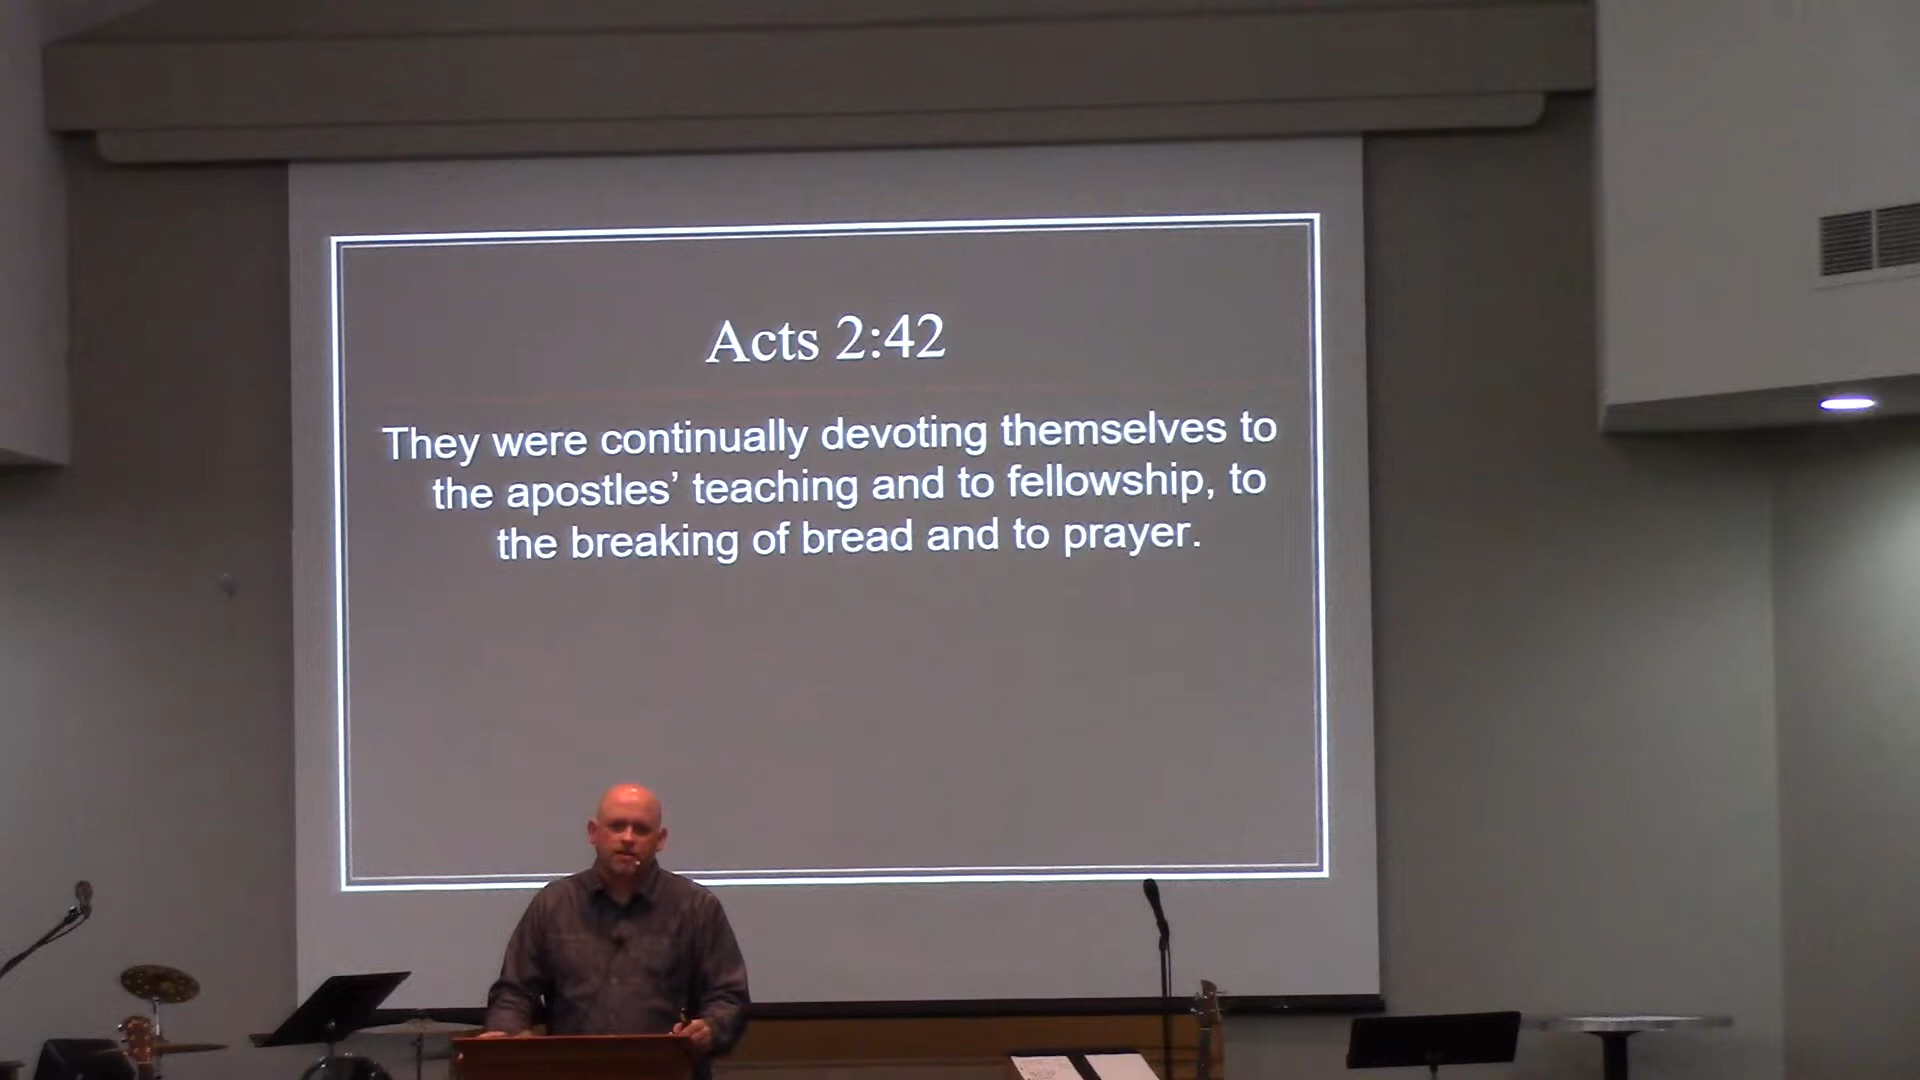 Acts 2:42
They were continually devoting themselves to
the apostles’ teaching and to fellowship, to
the breaking of bread and to prayer.